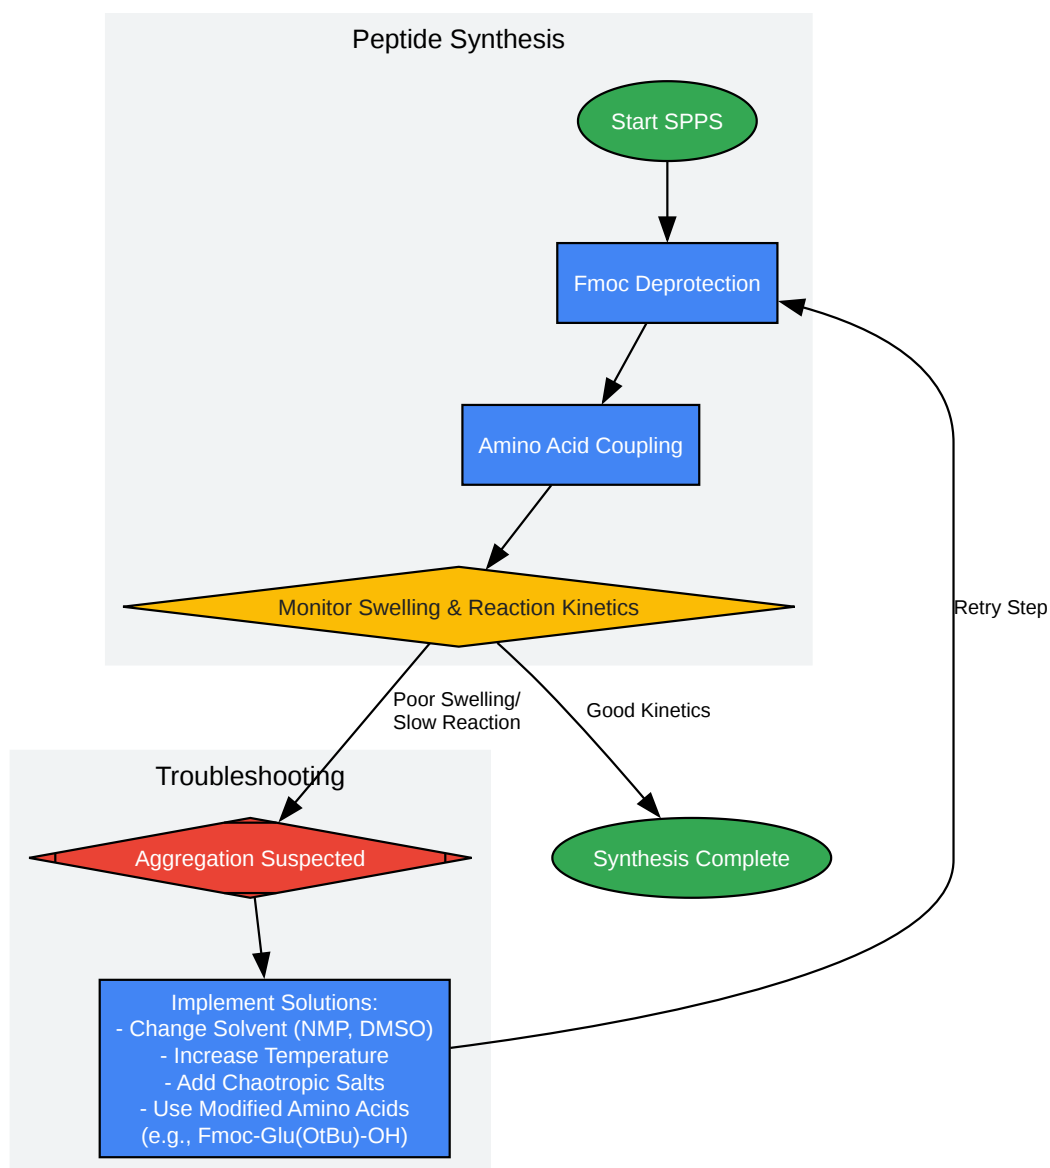 Peptide Synthesis
Start SPPS
Fmoc Deprotection
Amino Acid Coupling
Monitor Swelling & Reaction Kinetics
Retry Step
Poor Swelling/
Slow Reaction
Good Kinetics
Troubleshooting
Aggregation Suspected
Synthesis Complete
Implement Solutions:
- Change Solvent (NMP, DMSO)
- Increase Temperature
- Add Chaotropic Salts
- Use Modified Amino Acids
(e.g., Fmoc-Glu(OtBu)-OH)